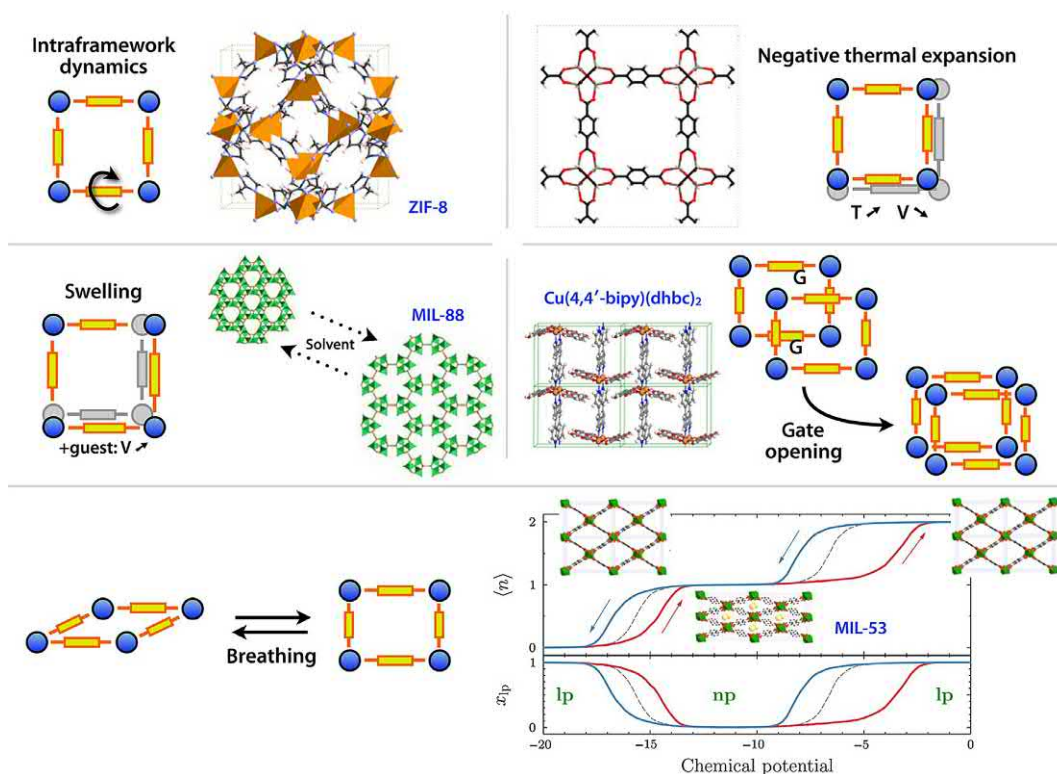 Intraframework
dynamics
ZIF-8
Negative thermal expansion
T ↗ V ↘
Swelling
+guest: V ↗
Solvent
MIL-88
Cu(4,4′-bipy)(dhbc)₂
G
G
Gate
opening
Breathing
2
1
0
⟨n⟩
MIL-53
1
0
x_lp
lp
np
lp
−20
−15
−10
−5
0
Chemical potential